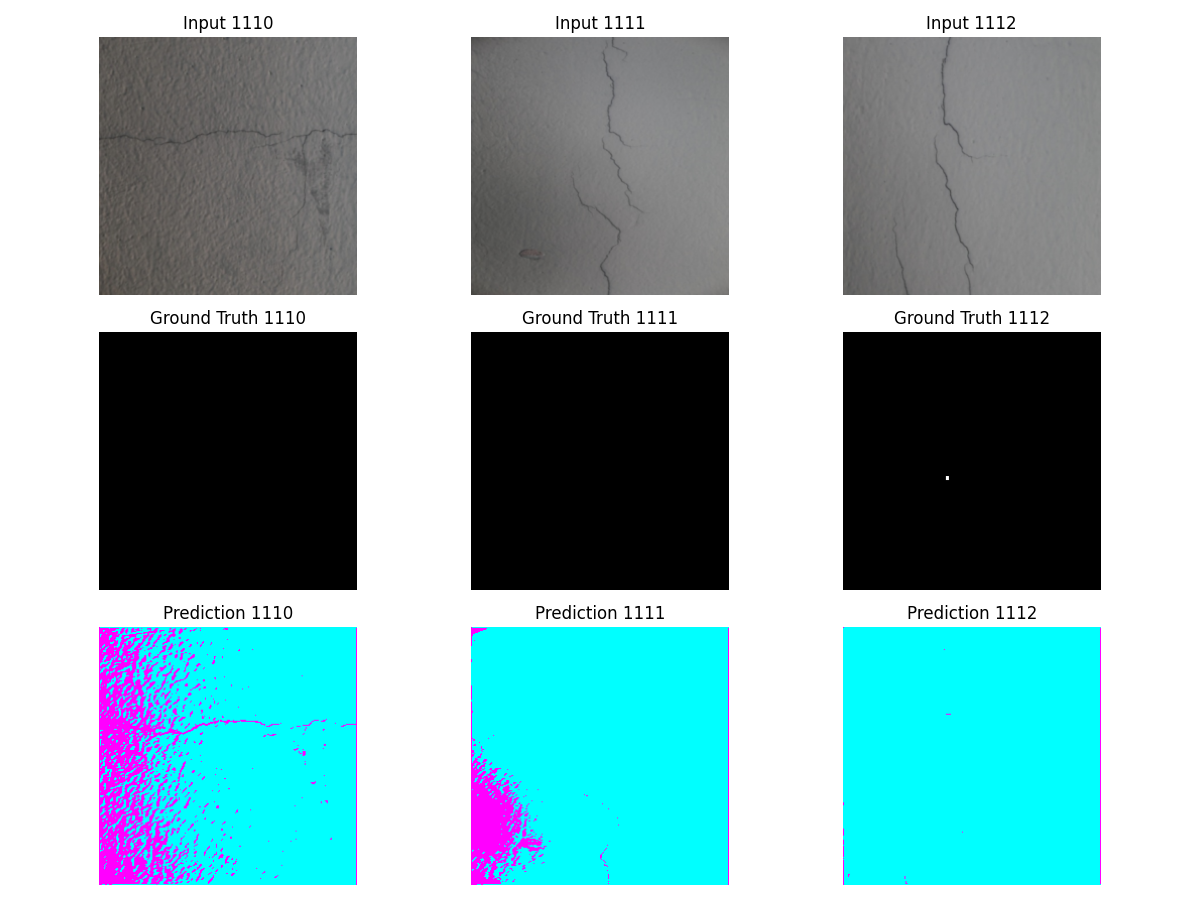 Input 1110
Input 1111
Input 1112
Ground Truth 1110
Ground Truth 1111
Ground Truth 1112
Prediction 1110
Prediction 1111
Prediction 1112